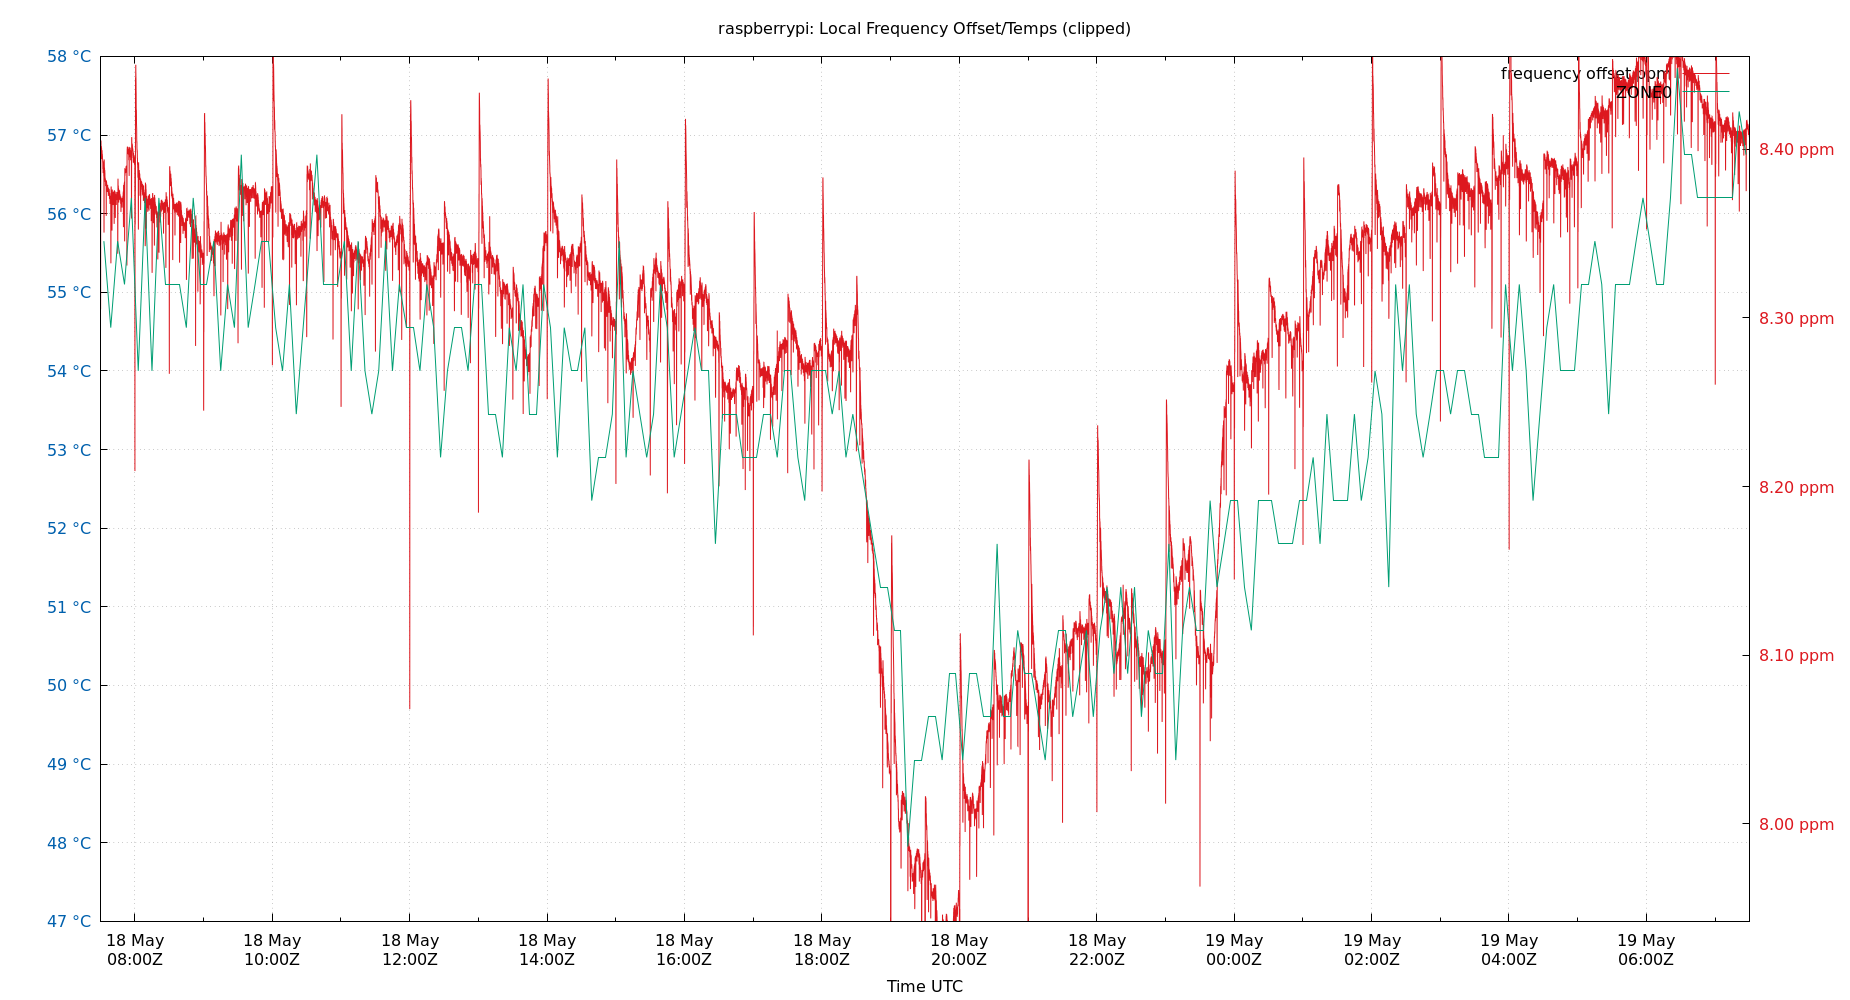 raspberrypi: Local Frequency Offset/Temps (clipped)
58 °C
57 °C
56 °C
55 °C
54 °C
53 °C
52 °C
51 °C
50 °C
49 °C
48 °C
47 °C
frequency offset ppm
ZONE0
8.40 ppm
8.30 ppm
8.20 ppm
8.10 ppm
8.00 ppm
18 May 18 May 18 May 18 May 18 May 18 May 18 May 18 May 19 May 19 May 19 May 19 May
08:00Z 10:00Z 12:00Z 14:00Z 16:00Z 18:00Z 20:00Z 22:00Z 00:00Z 02:00Z 04:00Z 06:00Z
Time UTC